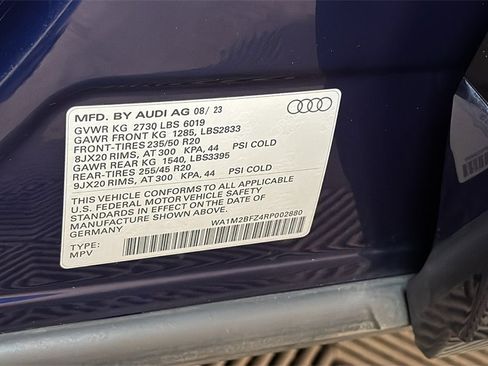 MFD. BY AUDI AG 08/ 23
GVWR KG 2730 LBS 6019
GAWR FRONT KG 1285, LBS2833
FRONT-TIRES 235/50 R20
8JX20 RIMS, AT 300 KPA, 44 PSI COLD
GAWR REAR KG 1540, LBS3395
REAR-TIRES 255/45 R20
9JX20 RIMS, AT 300 KPA, 44 PSI COLD
THIS VEHICLE CONFORMS TO ALL APPLICABLE
U.S. FEDERAL MOTOR VEHICLE SAFETY
STANDARDS IN EFFECT ON THE DATE OF
MANUFACTURE SHOWN ABOVE.
GERMANY
WA1M2BFZ4RP002880
TYPE:
MPV